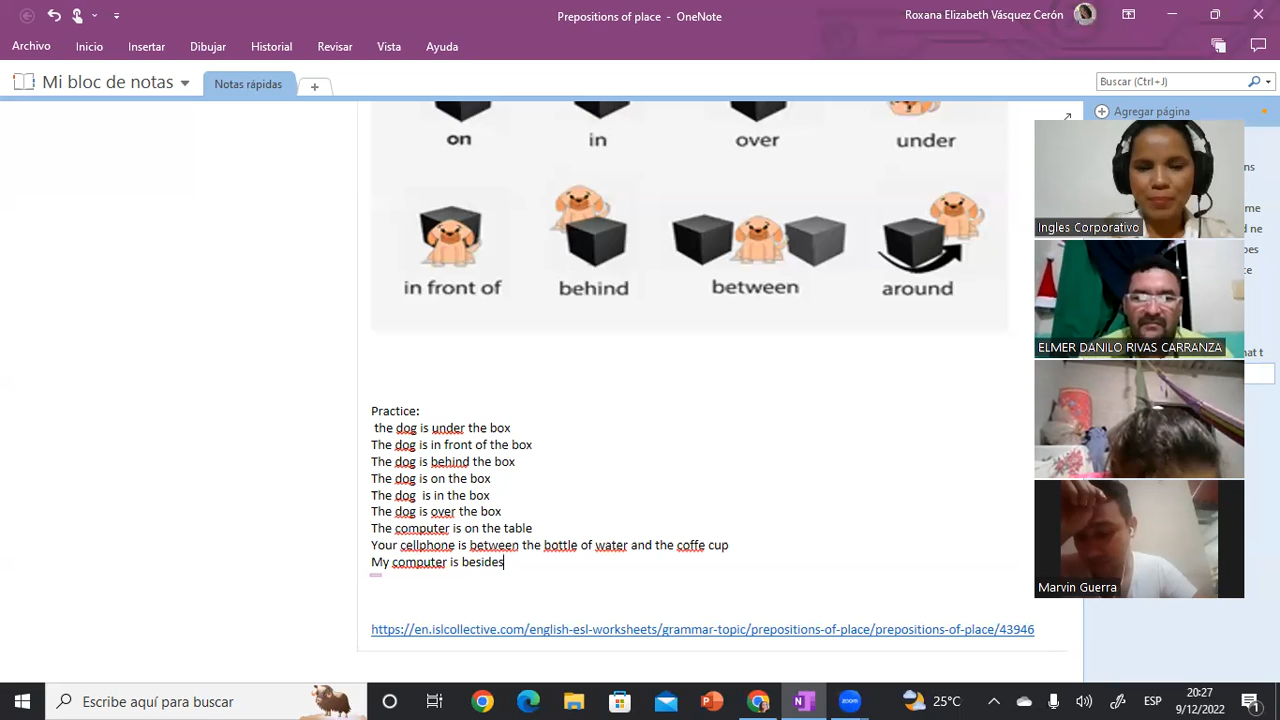 Prepositions of place - OneNote
Roxana Elizabeth Vásquez Cerón
Archivo Inicio Insertar Dibujar Historial Revisar Vista Ayuda
Mi bloc de notas Notas rápidas
Buscar (Ctrl+J)
Agregar página
on in over under
in front of behind between around
Ingles Corporativo
ELMER DANILO RIVAS CARRANZA
Marvin Guerra
Practice:
the dog is under the box
The dog is in front of the box
The dog is behind the box
The dog is on the box
The dog is in the box
The dog is over the box
The computer is on the table
Your cellphone is between the bottle of water and the coffe cup
My computer is besides
https://en.islcollective.com/english-esl-worksheets/grammar-topic/prepositions-of-place/prepositions-of-place/43946
Escribe aquí para buscar
zoom
25°C
ESP
20:27
9/12/2022